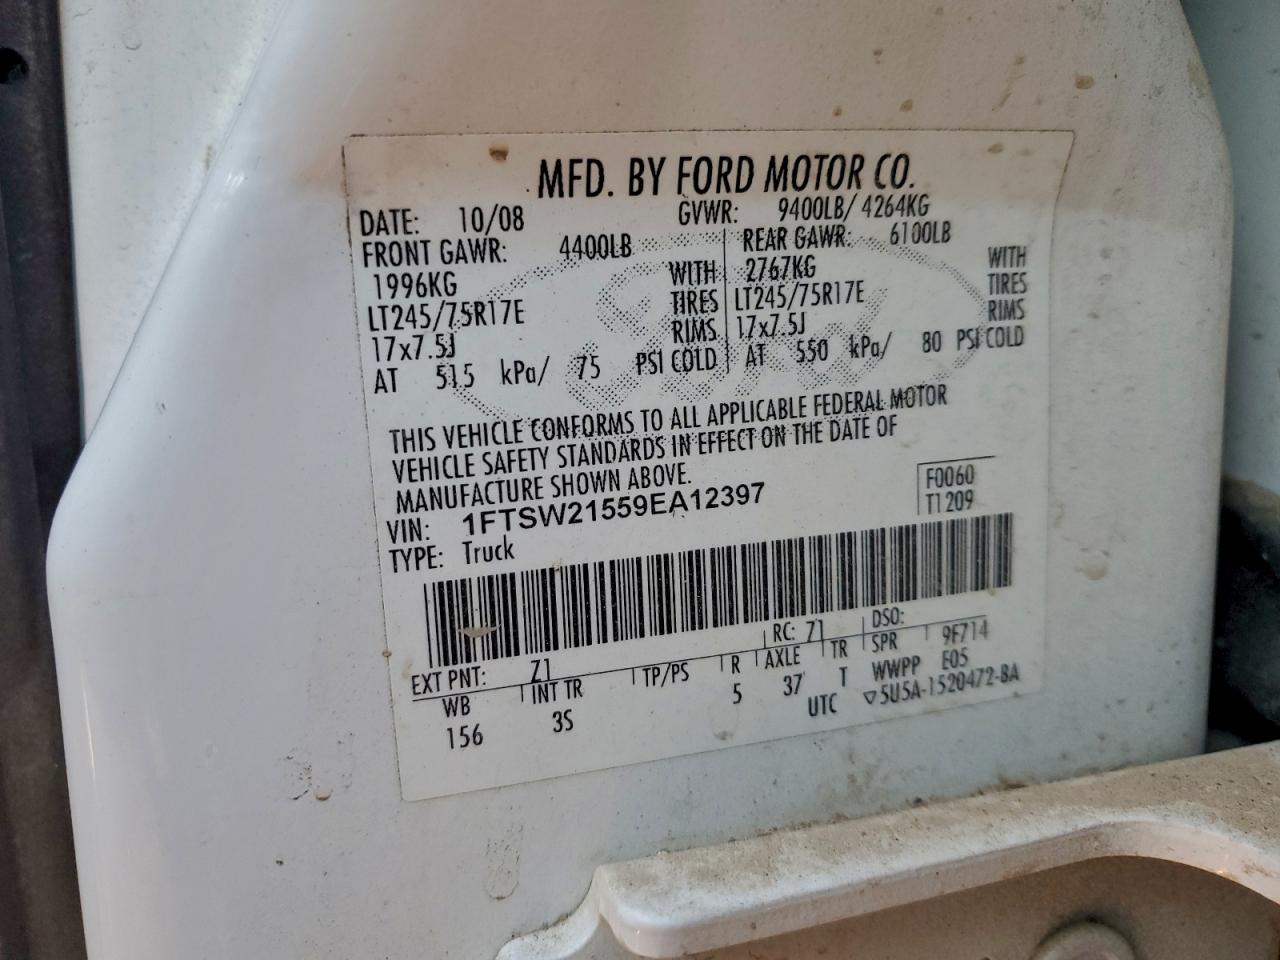 MFD. BY FORD MOTOR CO.
DATE: 10/08 GVWR: 9400LB/ 4264KG
FRONT GAWR: 4400LB REAR GAWR: 6100LB
1996KG WITH 2767KG WITH
LT245/75R17E TIRES LT245/75R17E TIRES
17x7.5J RIMS 17x7.5J RIMS
AT 515 kPa/ 75 PSI COLD AT 550 kPa/ 80 PSI COLD
THIS VEHICLE CONFORMS TO ALL APPLICABLE FEDERAL MOTOR
VEHICLE SAFETY STANDARDS IN EFFECT ON THE DATE OF
MANUFACTURE SHOWN ABOVE.
VIN: 1FTSW21559EA12397 F0060
TYPE: Truck T1209
EXT PNT: Z1 RC: 71 DSO:
WB INT TR TP/PS R AXLE TR SPR 9F714
156 3S 5 37 T WWPP E05
UTC ▽5U5A-1520472-BA